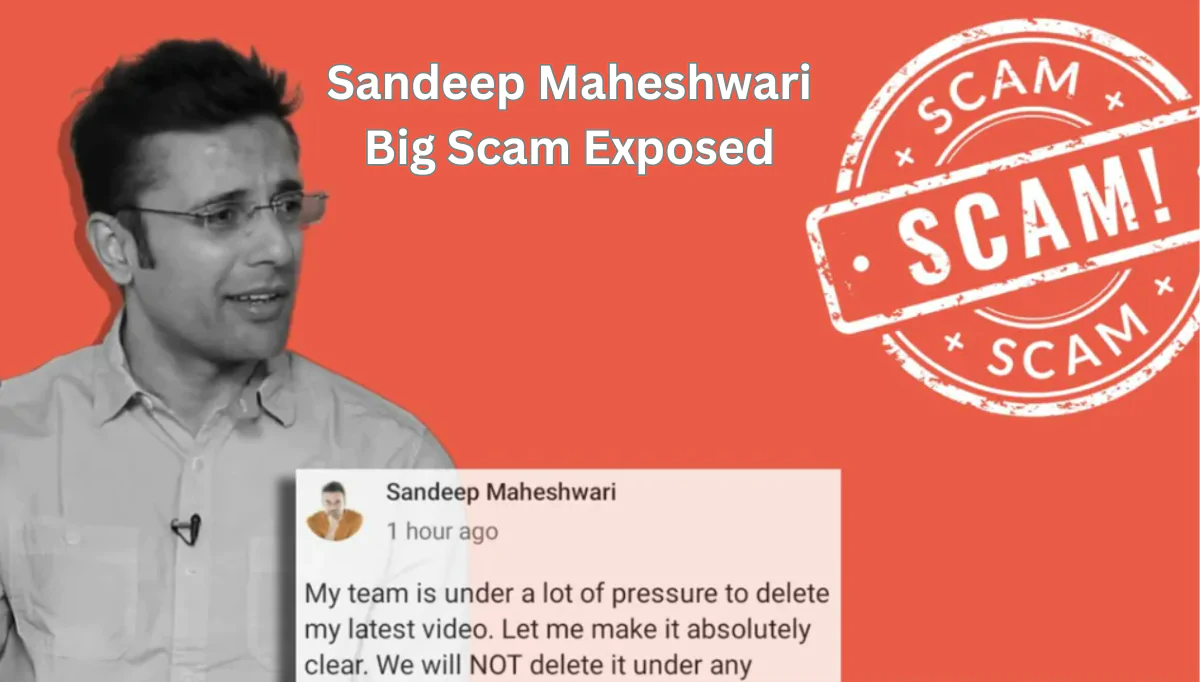 Sandeep Maheshwari
Big Scam Exposed
SCAM
SCAM!
SCAM
Sandeep Maheshwari
1 hour ago
My team is under a lot of pressure to delete
my latest video. Let me make it absolutely
clear. We will NOT delete it under any